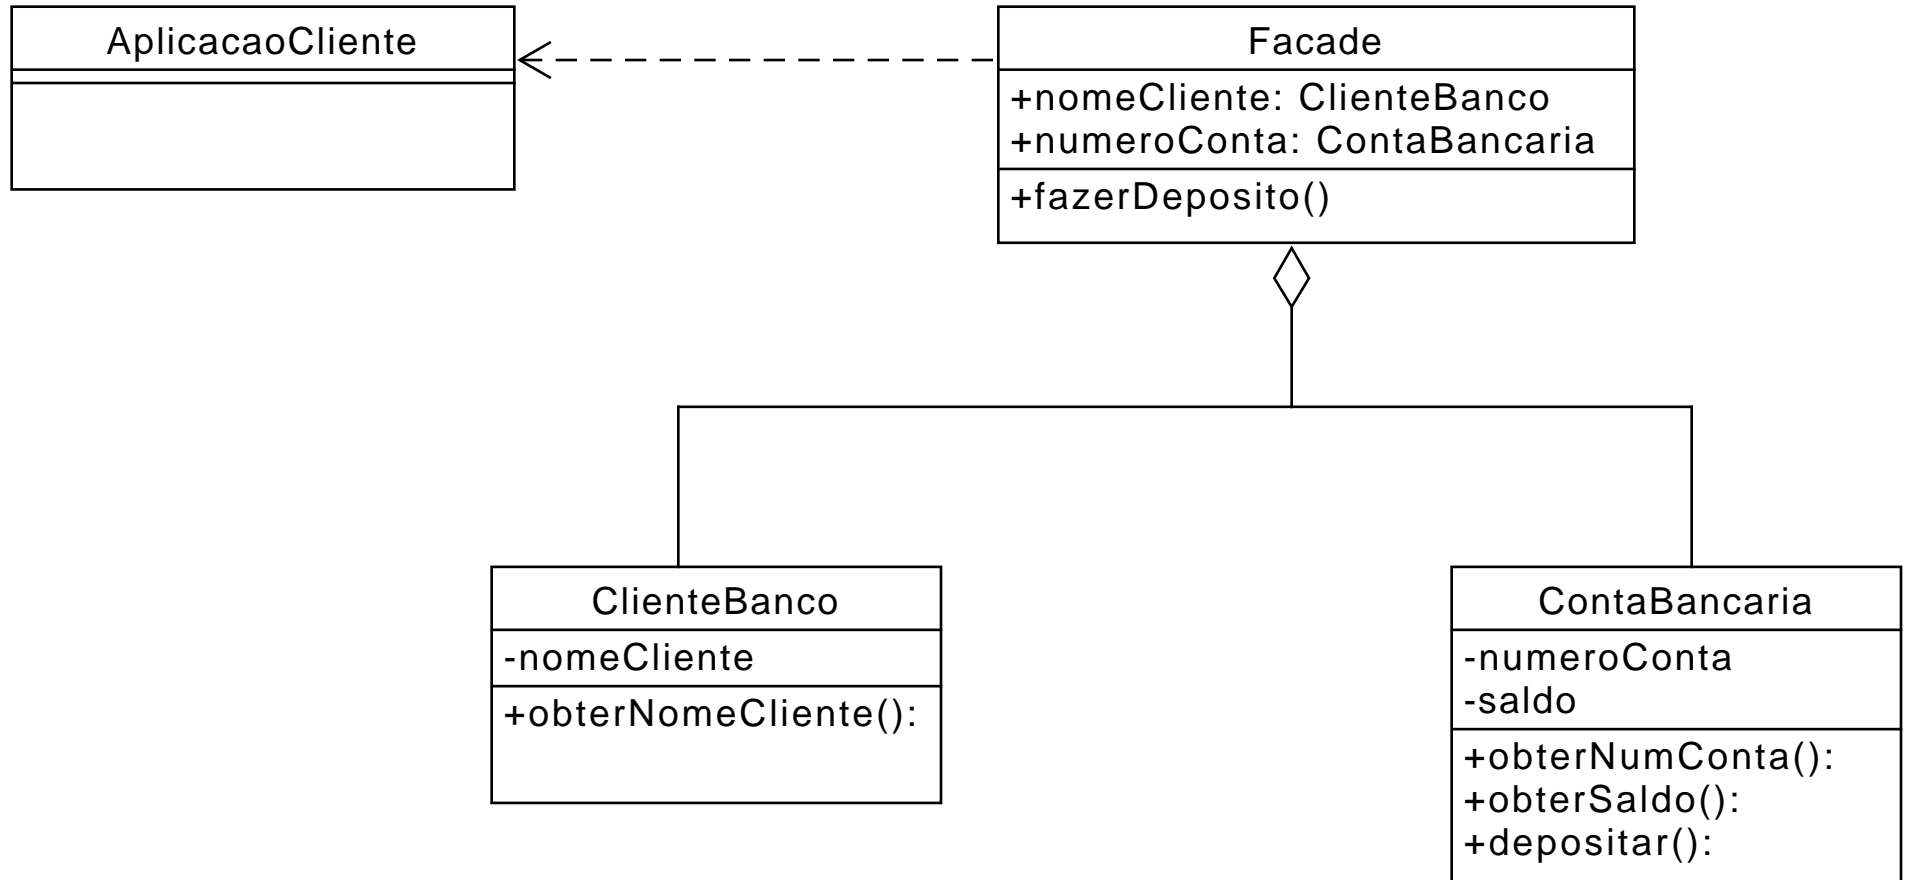 AplicacaoCliente
Facade
+nomeCliente: ClienteBanco
+numeroConta: ContaBancaria
+fazerDeposito()
ClienteBanco
-nomeCliente
+obterNomeCliente():
ContaBancaria
-numeroConta
-saldo
+obterNumConta():
+obterSaldo():
+depositar():